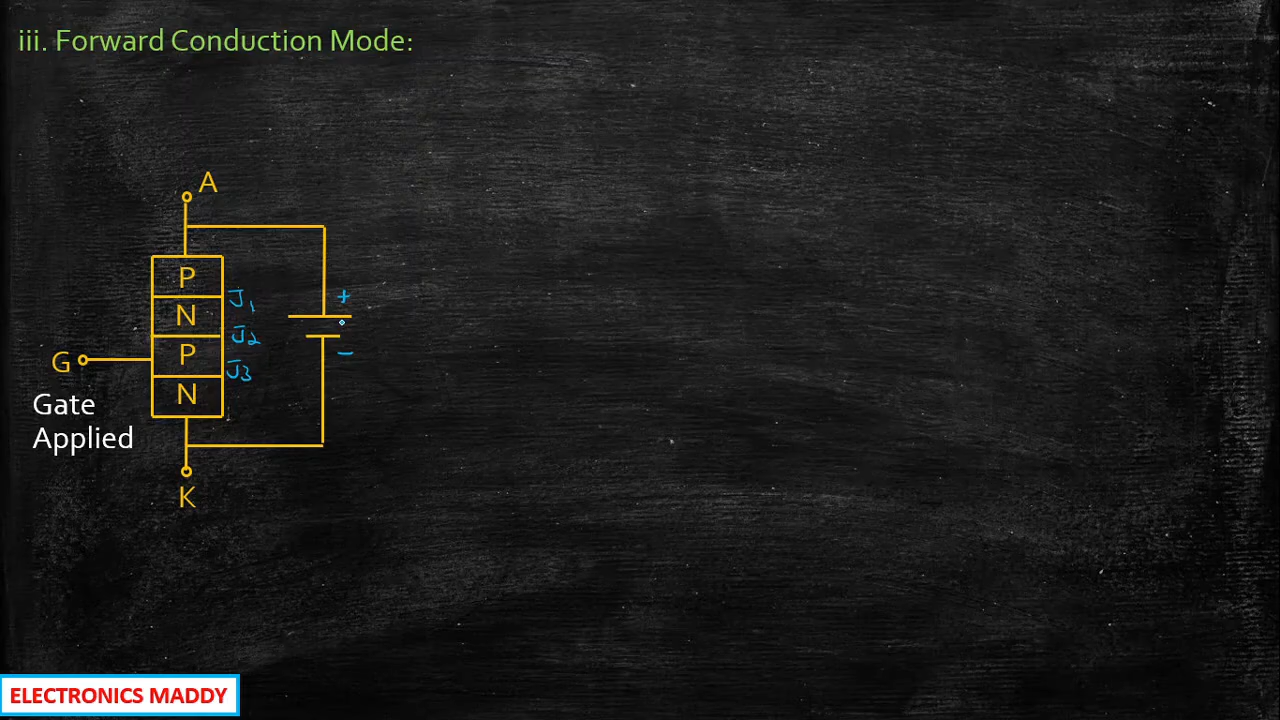 iii. Forward Conduction Mode:
A
P
J1
+
N
J2
P
G
J3
−
N
Gate
Applied
K
ELECTRONICS MADDY